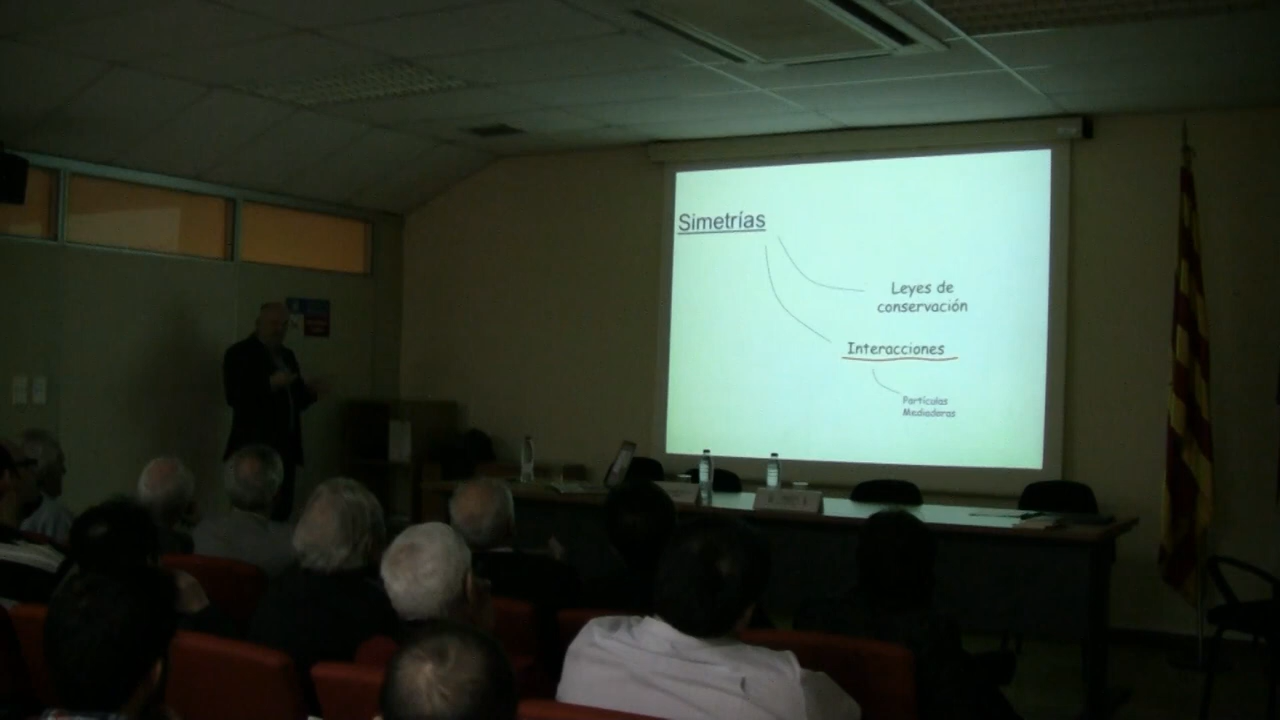 Simetrías
Leyes de
conservación
Interacciones
Partículas
Mediadoras